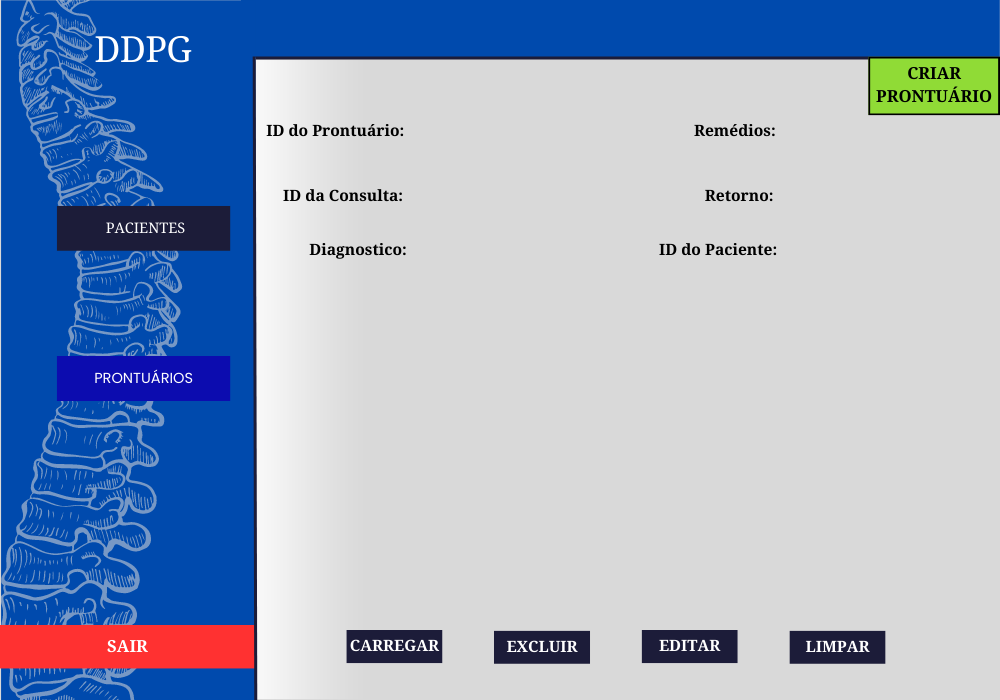 DDPG
CRIAR
PRONTUÁRIO
ID do Prontuário:
Remédios:
ID da Consulta:
Retorno:
Diagnostico:
ID do Paciente:
PACIENTES
PRONTUÁRIOS
SAIR
CARREGAR
EXCLUIR
EDITAR
LIMPAR